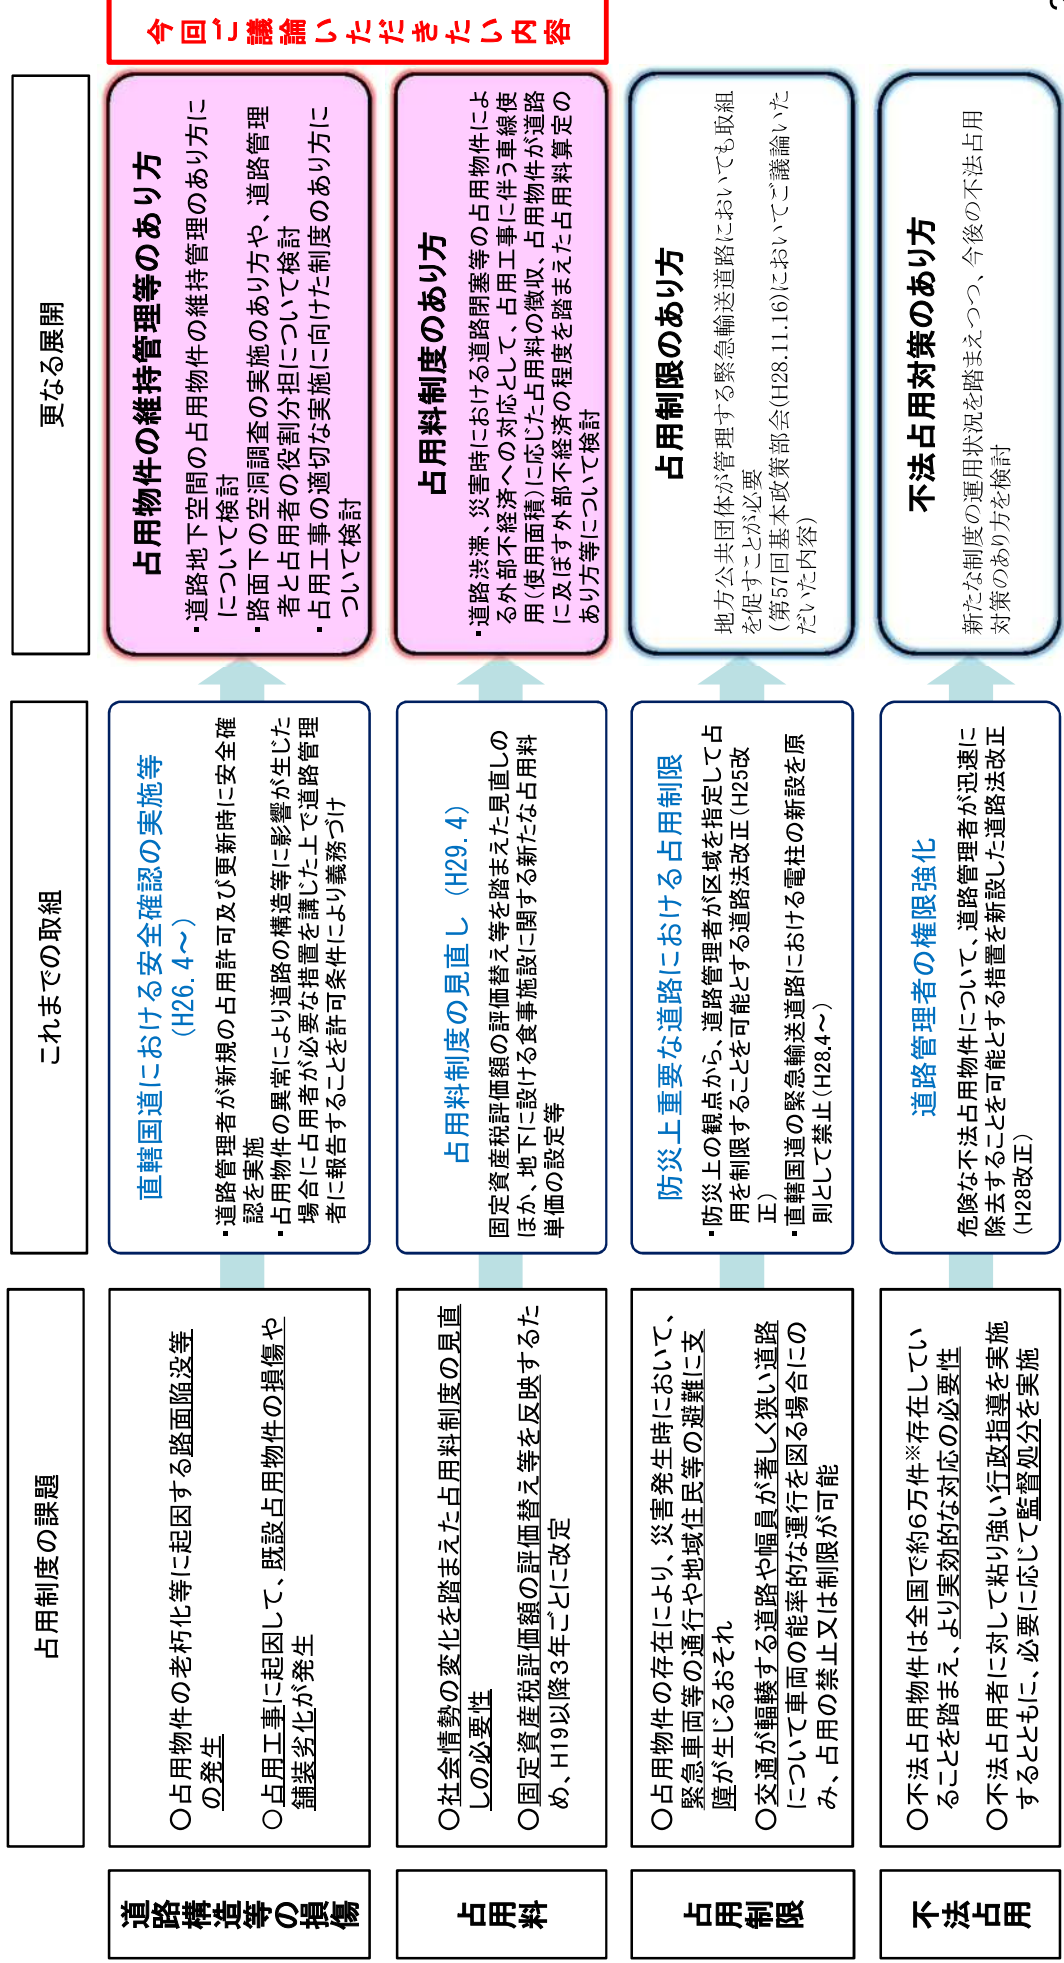 占用制度の課題
これまでの取組
更なる展開
今回ご議論いただきたい内容
道路構造等の損傷
○占用物件の老朽化等に起因する路面陥没等
の発生
○占用工事に起因して、既設占用物件の損傷や
舗装劣化が発生
直轄国道における安全確認の実施等
(H26.4～)
・道路管理者が新規の占用許可及び更新時に安全確
認を実施
・占用物件の異常により道路の構造等に影響が生じた
場合に占用者が必要な措置を講じた上で道路管理
者に報告することを許可条件により義務づけ
占用物件の維持管理等のあり方
・道路地下空間の占用物件の維持管理のあり方に
について検討
・路面下の空洞調査の実施のあり方や、道路管理
者と占用者の役割分担について検討
・占用工事の適切な実施に向けた制度のあり方に
ついて検討
占用料
○社会情勢の変化を踏まえた占用料制度の見直
しの必要性
○固定資産税評価額の評価替え等を反映するた
め、H19以降3年ごとに改定
占用料制度の見直し (H29.4)
固定資産税評価額の評価替え等を踏まえた見直しの
ほか、地下に設ける食事施設に関する新たな占用料
単価の設定等
占用料制度のあり方
・道路渋滞、災害時における道路閉塞等の占用物件によ
る外部不経済への対応として、占用工事に伴う車線使
用(使用面積)に応じた占用料の徴収、占用物件が道路
に及ぼす外部不経済の程度を踏まえた占用料算定の
あり方等について検討
占用制限
○占用物件の存在により、災害発生時において、
緊急車両等の通行や地域住民等の避難に支
障が生じるおそれ
○交通が輻輳する道路や幅員が著しく狭い道路
について車両の能率的な運行を図る場合にの
み、占用の禁止又は制限が可能
防災上重要な道路における占用制限
・防災上の観点から、道路管理者が区域を指定して占
用を制限することを可能とする道路法改正(H25改
正)
・直轄国道の緊急輸送道路における電柱の新設を原
則として禁止(H28.4～)
占用制限のあり方
地方公共団体が管理する緊急輸送道路においても取組
を促すことが必要
(第57回基本政策部会(H28.11.16)においてご議論いた
だいた内容)
不法占用
○不法占用物件は全国で約6万件※存在してい
ることを踏まえ、より実効的な対応の必要性
○不法占用者に対して粘り強い行政指導を実施
するとともに、必要に応じて監督処分を実施
道路管理者の権限強化
危険な不法占用物件について、道路管理者が迅速に
除去することを可能とする措置を新設した道路法改正
(H28改正)
不法占用対策のあり方
新たな制度の運用状況を踏まえつつ、今後の不法占用
対策のあり方を検討